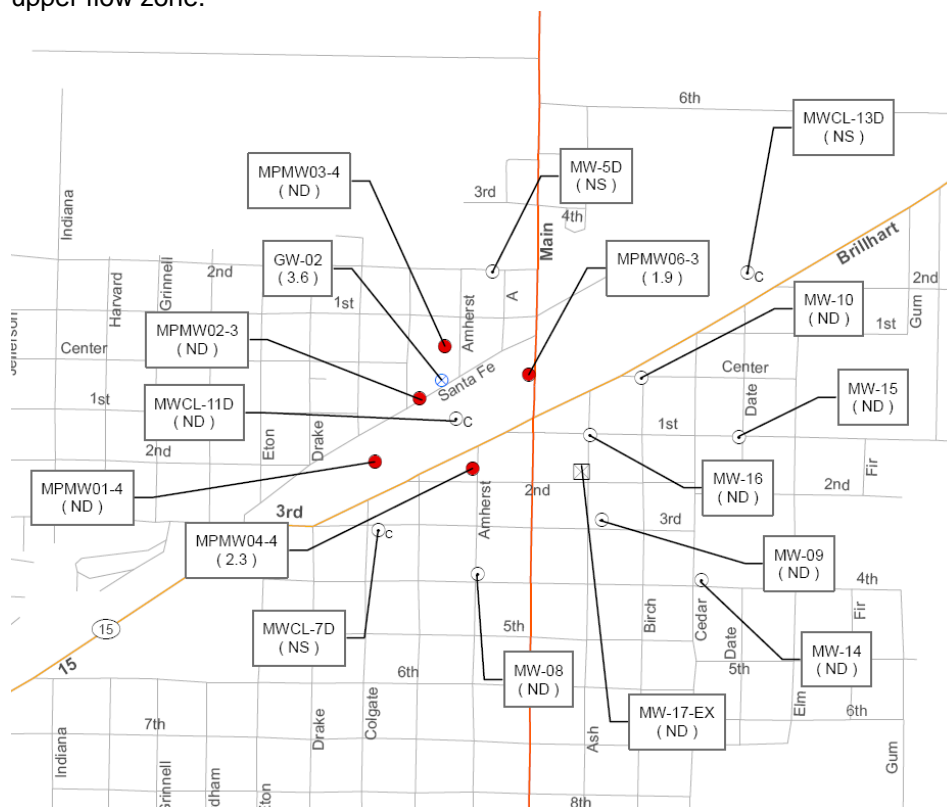 upper flow zone.
6th
MWCL-13D
( NS )
MPMW03-4
( ND )
MW-5D
( NS )
3rd
4th
Indiana
Main
Brillhart
GW-02
( 3.6 )
MPMW06-3
( 1.9 )
C
2nd
2nd
Harvard
Grinnell
1st
A
Amherst
MW-10
( ND )
Gum
1st
MPMW02-3
( ND )
Jefferson
Center
Santa Fe
Center
MW-15
( ND )
Date
1st
MWCL-11D
( ND )
C
1st
Eton
Drake
2nd
Fir
MPMW01-4
( ND )
MW-16
( ND )
2nd
2nd
3rd
Amherst
3rd
MPMW04-4
( 2.3 )
C
MW-09
( ND )
4th
15
MWCL-7D
( NS )
5th
Birch
Cedar
Date
Fir
15
6th
MW-08
( ND )
5th
MW-14
( ND )
Elm
6th
7th
Drake
Colgate
MW-17-EX
( ND )
Ash
Indiana
Gum
8th